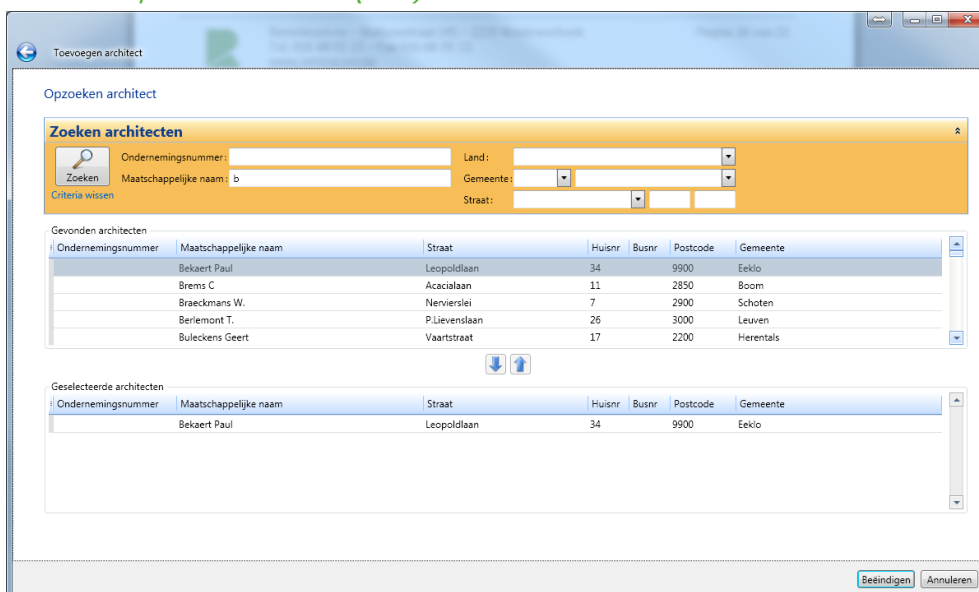 Toevoegen architect
Opzoeken architect
Zoeken architecten
Zoeken
Ondernemingsnummer:
Land:
Maatschappelijke naam: b
Gemeente:
Criteria wissen
Straat:
Gevonden architecten
Ondernemingsnummer Maatschappelijke naam Straat Huisnr Busnr Postcode Gemeente
Bekaert Paul Leopoldlaan 34 9900 Eeklo
Brems C Acacialaan 11 2850 Boom
Braeckmans W. Nervierslei 7 2900 Schoten
Berlemont T. P.Lievenslaan 26 3000 Leuven
Buleckens Geert Vaartstraat 17 2200 Herentals
Geselecteerde architecten
Ondernemingsnummer Maatschappelijke naam Straat Huisnr Busnr Postcode Gemeente
Bekaert Paul Leopoldlaan 34 9900 Eeklo
Beëindigen Annuleren